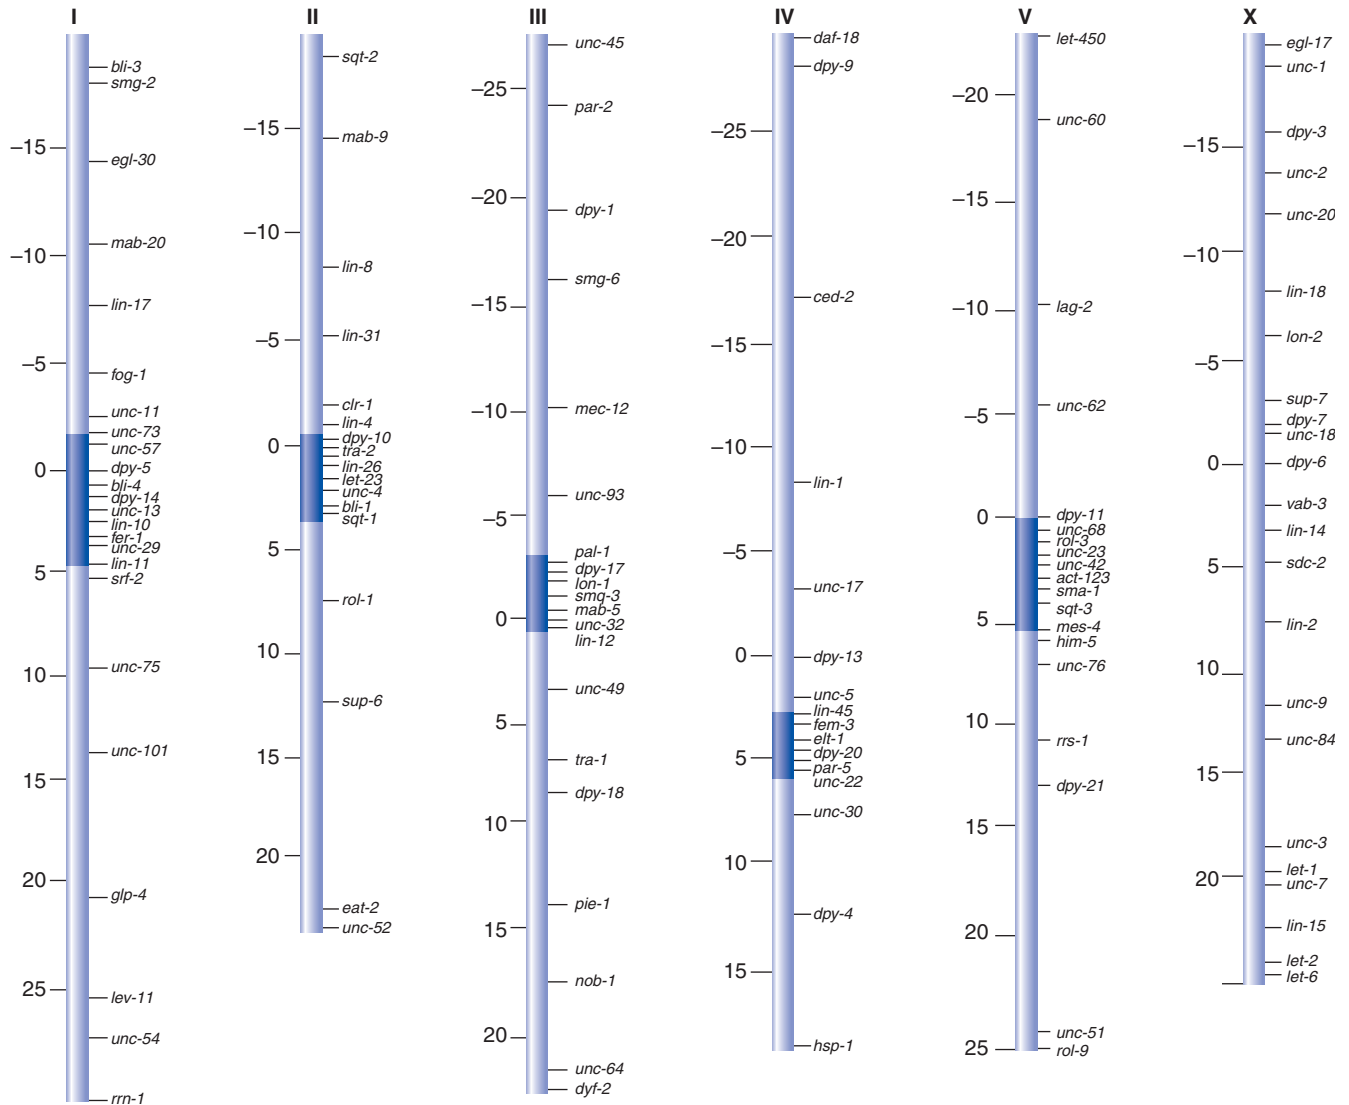 I
bli-3
smg-2
–15
egl-30
mab-20
–10
lin-17
–5
fog-1
unc-11
unc-73
unc-57
0
dpy-5
bli-4
dpy-14
unc-13
lin-10
fer-1
unc-29
lin-11
5
srf-2
unc-75
10
unc-101
15
20
glp-4
25
lev-11
unc-54
rrn-1
II
sqt-2
–15
mab-9
–10
lin-8
lin-31
–5
clr-1
lin-4
dpy-10
0
tra-2
lin-26
let-23
unc-4
bli-1
sqt-1
5
rol-1
10
sup-6
15
20
eat-2
unc-52
III
unc-45
–25
par-2
–20
dpy-1
smg-6
–15
mec-12
–10
unc-93
–5
pal-1
dpy-17
lon-1
smq-3
mab-5
0
unc-32
lin-12
unc-49
5
tra-1
dpy-18
10
pie-1
15
nob-1
20
unc-64
dyf-2
IV
daf-18
dpy-9
–25
–20
ced-2
–15
–10
lin-1
–5
unc-17
0
dpy-13
unc-5
lin-45
fem-3
elt-1
5
dpy-20
par-5
unc-22
unc-30
10
dpy-4
15
hsp-1
V
let-450
–20
unc-60
–15
–10
lag-2
unc-62
–5
0
dpy-11
unc-68
rol-3
unc-23
unc-42
act-123
sma-1
sqt-3
5
mes-4
him-5
unc-76
10
rrs-1
dpy-21
15
20
unc-51
25
rol-9
X
egl-17
unc-1
dpy-3
–15
unc-2
unc-20
–10
lin-18
lon-2
–5
sup-7
dpy-7
unc-18
0
dpy-6
vab-3
lin-14
sdc-2
5
lin-2
10
unc-9
unc-84
15
unc-3
let-1
20
unc-7
lin-15
let-2
let-6